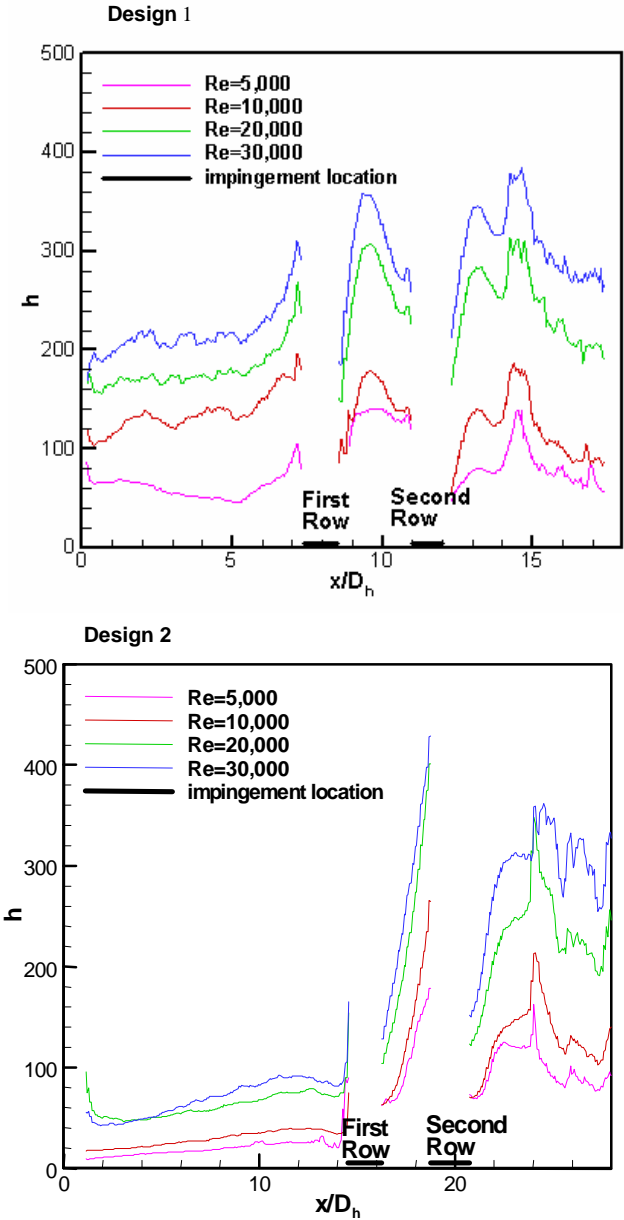 Design 1
500
400
300
200
100
0
h
Re=5,000
Re=10,000
Re=20,000
Re=30,000
impingement location
First
Row
Second
Row
0
5
10
15
x/Dh
Design 2
500
400
300
200
100
0
h
Re=5,000
Re=10,000
Re=20,000
Re=30,000
impingement location
First
Row
Second
Row
0
10
20
x/Dh